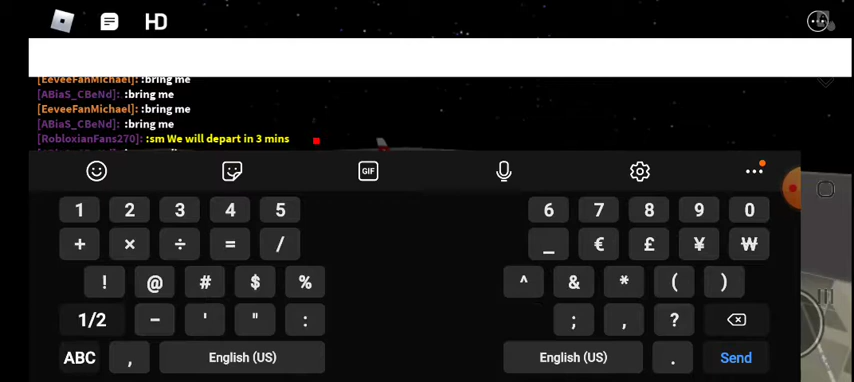 HD
[EeveeFanMichael]: :bring me
[ABiaS_CBeNd]: :bring me
[EeveeFanMichael]: :bring me
[ABiaS_CBeNd]: :bring me
[RobloxianFans270]: :sm We will depart in 3 mins
GIF
1 2 3 4 5 6 7 8 9 0
+ × ÷ = / _ € £ ¥ ₩
! @ # $ % ^ & * ( )
1/2 - ' " : ; , ?
ABC , English (US) English (US) . Send